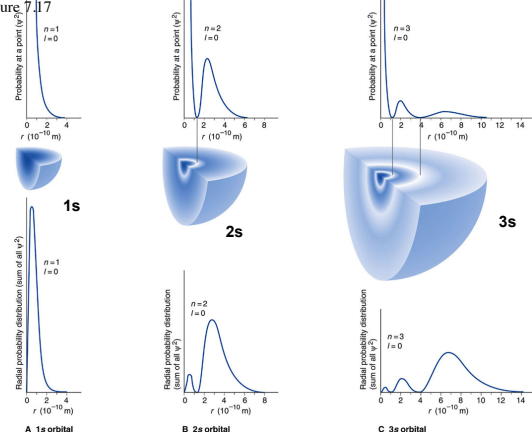 ure 7.17
Probability at a point (ψ²)
n=1
l=0
0 2 4
r (10⁻¹⁰ m)
Probability at a point (ψ²)
n=2
l=0
0 2 4 6 8
r (10⁻¹⁰ m)
Probability at a point (ψ²)
n=3
l=0
0 2 4 6 8 10 12 14
r (10⁻¹⁰ m)
1s
2s
3s
Radial probability distribution (sum of all ψ²)
n=1
l=0
0 2 4
r (10⁻¹⁰ m)
A 1s orbital
Radial probability distribution
(sum of all ψ²)
n=2
l=0
0 2 4 6 8
r (10⁻¹⁰ m)
B 2s orbital
Radial probability distribution
(sum of all ψ²)
n=3
l=0
0 2 4 6 8 10 12 14
r (10⁻¹⁰ m)
C 3s orbital